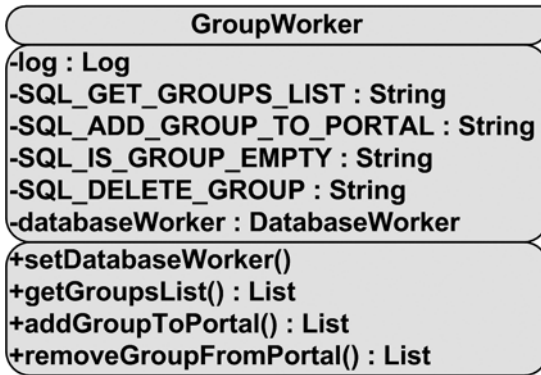 GroupWorker
-log : Log
-SQL_GET_GROUPS_LIST : String
-SQL_ADD_GROUP_TO_PORTAL : String
-SQL_IS_GROUP_EMPTY : String
-SQL_DELETE_GROUP : String
-databaseWorker : DatabaseWorker
+setDatabaseWorker()
+getGroupsList() : List
+addGroupToPortal() : List
+removeGroupFromPortal() : List